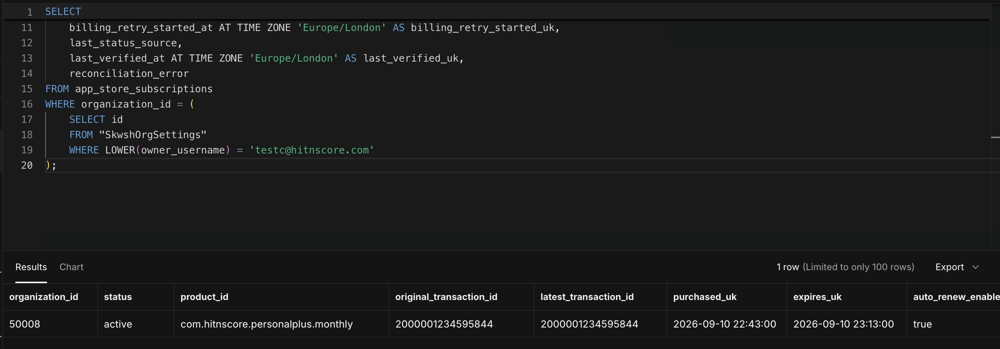 1 SELECT
11 billing_retry_started_at AT TIME ZONE 'Europe/London' AS billing_retry_started_uk,
12 last_status_source,
13 last_verified_at AT TIME ZONE 'Europe/London' AS last_verified_uk,
14 reconciliation_error
15 FROM app_store_subscriptions
16 WHERE organization_id = (
17 SELECT id
18 FROM "SkwshOrgSettings"
19 WHERE LOWER(owner_username) = 'testc@hitnscore.com'
20 );
Results Chart 1 row (Limited to only 100 rows) Export
organization_id status product_id original_transaction_id latest_transaction_id purchased_uk expires_uk auto_renew_enable
50008 active com.hitnscore.personalplus.monthly 2000001234595844 2000001234595844 2026-09-10 22:43:00 2026-09-10 23:13:00 true